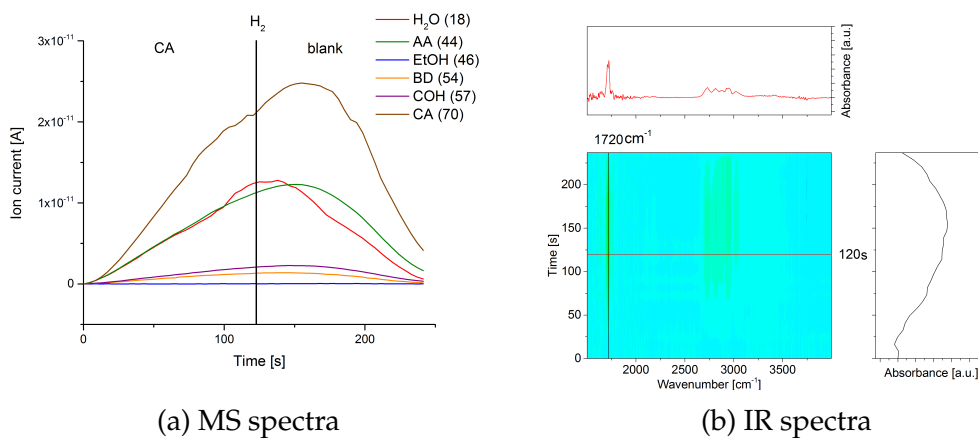 H₂
CA
blank
H₂O (18)
AA (44)
EtOH (46)
BD (54)
COH (57)
CA (70)
3x10⁻¹¹
2x10⁻¹¹
1x10⁻¹¹
0
Ion current [A]
0
100
200
Time [s]
(a) MS spectra
Absorbance [a.u.]
1720cm⁻¹
200
150
100
50
0
Time [s]
120s
2000
2500
3000
3500
Wavenumber [cm⁻¹]
Absorbance [a.u.]
(b) IR spectra